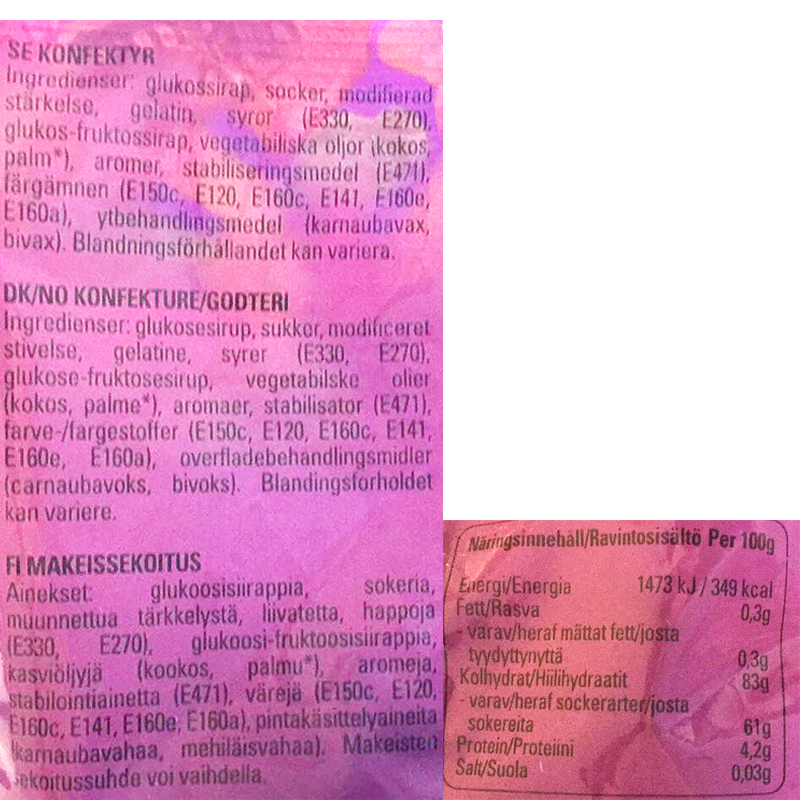 SE KONFEKTYR
Ingredienser: glukossirap, socker, modifierad
stärkelse, gelatin, syror (E330, E270),
glukos-fruktossirap, vegetabiliska oljor (kokos,
palm*), aromer, stabiliseringsmedel (E471),
färgämnen (E150c, E120, E160c, E141, E160e,
E160a), ytbehandlingsmedel (karnaubavax,
bivax). Blandningsförhållandet kan variera.
DK/NO KONFEKTURE/GODTERI
Ingredienser: glukosesirup, sukker, modificeret
stivelse, gelatine, syrer (E330, E270),
glukose-fruktosesirup, vegetabilske olier
(kokos, palme*), aromaer, stabilisator (E471),
farve-/fargestoffer (E150c, E120, E160c, E141,
E160e, E160a), overfladebehandlingsmidler
(carnaubavoks, bivoks). Blandingsforholdet
kan variere.
FI MAKEISSEKOITUS
Ainekset: glukoosisiirappia, sokeria,
muunnettua tärkkelystä, liivatetta, happoja
(E330, E270), glukoosi-fruktoosisiirappia,
kasviöljyjä (kookos, palmu*), aromeja,
stabilointiainetta (E471), värejä (E150c, E120,
E160c, E141, E160e, E160a), pintakäsittelyaineita
(karnaubavahaa, mehiläisvahaa). Makeisten
sekoitussuhde voi vaihdella.
Näringsinnehåll/Ravintosisältö Per 100g
Energi/Energia 1473 kJ / 349 kcal
Fett/Rasva 0,3g
- varav/heraf mättat fett/josta
tyydyttynyttä 0,3g
Kolhydrat/Hiilihydraatit 83g
- varav/heraf sockerarter/josta
sokereita 61g
Protein/Proteiini 4,2g
Salt/Suola 0,03g